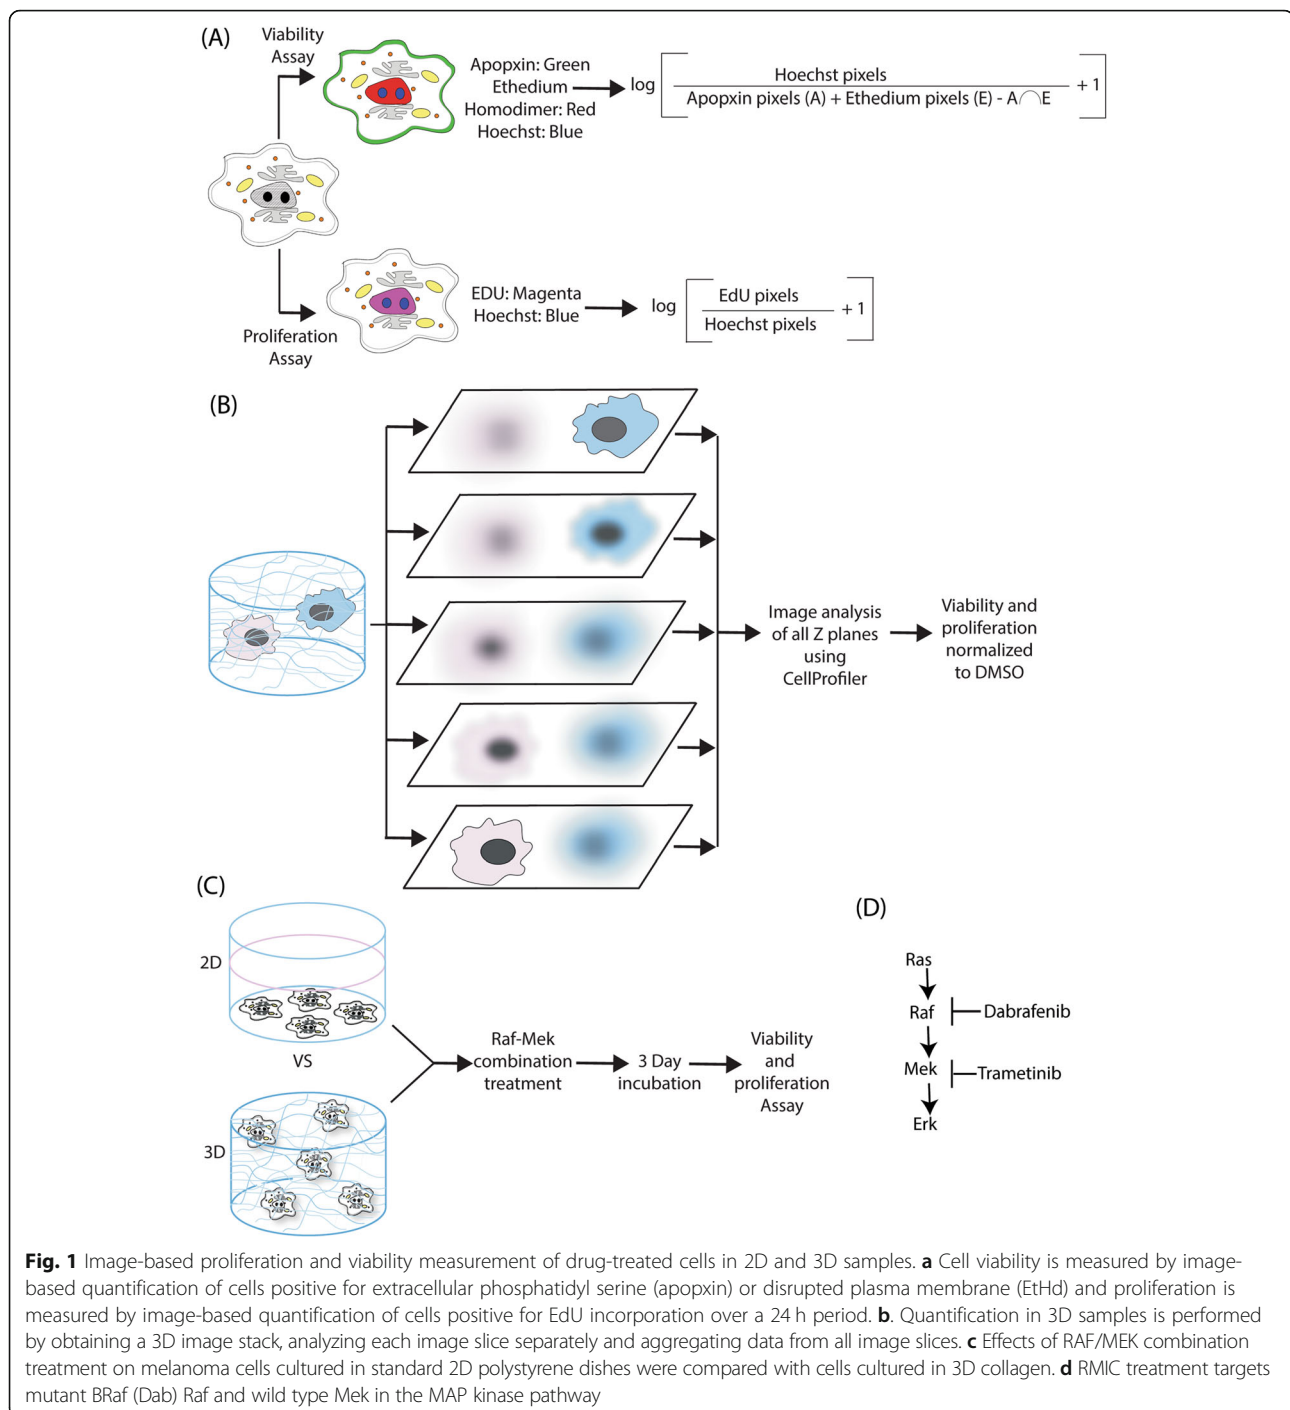 (A)
Viability
Assay
Apopxin: Green
Ethedium
Homodimer: Red
Hoechst: Blue
log
Hoechst pixels
Apopxin pixels (A) + Ethedium pixels (E) - A⌒E
+ 1
Proliferation
Assay
EDU: Magenta
Hoechst: Blue
log
EdU pixels
Hoechst pixels
+ 1
(B)
Image analysis
of all Z planes
using
CellProfiler
Viability and
proliferation
normalized
to DMSO
(C)
2D
VS
3D
Raf-Mek
combination
treatment
3 Day
incubation
Viability
and
proliferation
Assay
(D)
Ras
Raf
Dabrafenib
Mek
Trametinib
Erk
Fig. 1 Image-based proliferation and viability measurement of drug-treated cells in 2D and 3D samples. a Cell viability is measured by image-
based quantification of cells positive for extracellular phosphatidyl serine (apopxin) or disrupted plasma membrane (EtHd) and proliferation is
measured by image-based quantification of cells positive for EdU incorporation over a 24 h period. b. Quantification in 3D samples is performed
by obtaining a 3D image stack, analyzing each image slice separately and aggregating data from all image slices. c Effects of RAF/MEK combination
treatment on melanoma cells cultured in standard 2D polystyrene dishes were compared with cells cultured in 3D collagen. d RMIC treatment targets
mutant BRaf (Dab) Raf and wild type Mek in the MAP kinase pathway